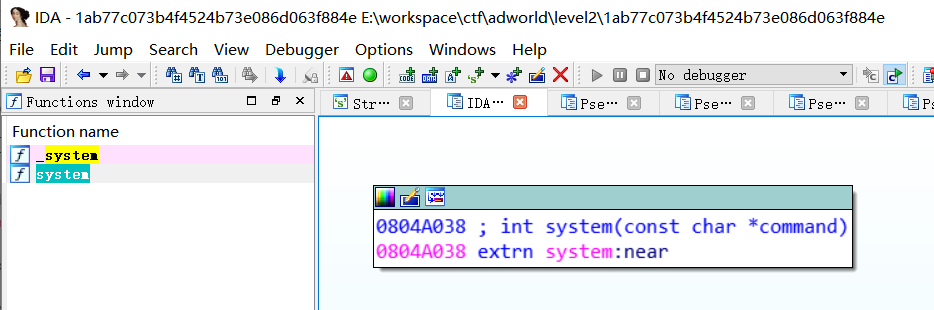 IDA - 1ab77c073b4f4524b73e086d063f884e E:\workspace\ctf\adworld\level2\1ab77c073b4f4524b73e086d063f884e
File Edit Jump Search View Debugger Options Windows Help
No debugger
Functions window
'S' Str… IDA… Pse… Pse… Pse…
Function name
f _system
f system
0804A038 ; int system(const char *command)
0804A038 extrn system:near